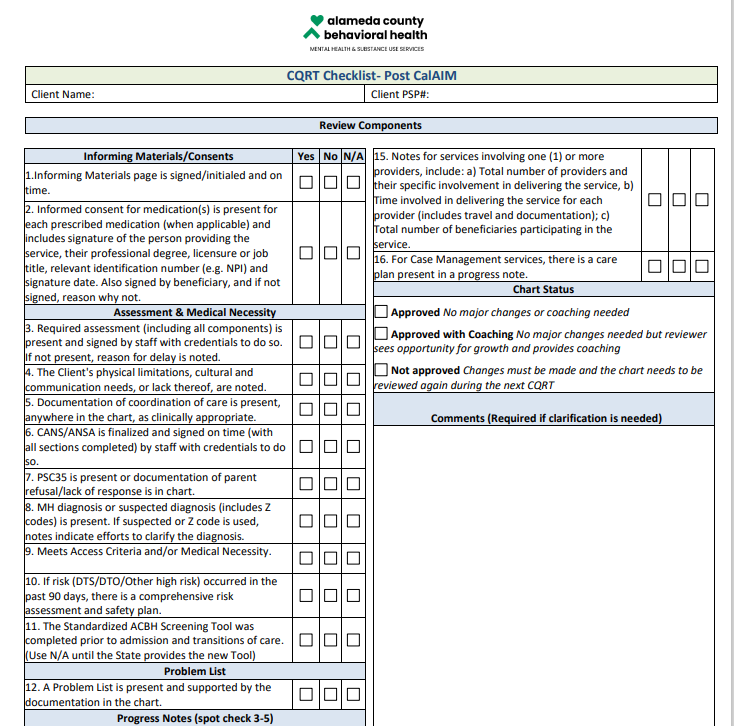 alameda county
behavioral health
MENTAL HEALTH & SUBSTANCE USE SERVICES
CQRT Checklist- Post CalAIM
Client Name:
Client PSP#:
Review Components
Informing Materials/Consents Yes No N/A
1.Informing Materials page is signed/initialed and on
time.
2. Informed consent for medication(s) is present for
each prescribed medication (when applicable) and
includes signature of the person providing the
service, their professional degree, licensure or job
title, relevant identification number (e.g. NPI) and
signature date. Also signed by beneficiary, and if not
signed, reason why not.
Assessment & Medical Necessity
3. Required assessment (including all components) is
present and signed by staff with credentials to do so.
If not present, reason for delay is noted.
4. The Client's physical limitations, cultural and
communication needs, or lack thereof, are noted.
5. Documentation of coordination of care is present,
anywhere in the chart, as clinically appropriate.
6. CANS/ANSA is finalized and signed on time (with
all sections completed) by staff with credentials to do
so.
7. PSC35 is present or documentation of parent
refusal/lack of response is in chart.
8. MH diagnosis or suspected diagnosis (includes Z
codes) is present. If suspected or Z code is used,
notes indicate efforts to clarify the diagnosis.
9. Meets Access Criteria and/or Medical Necessity.
10. If risk (DTS/DTO/Other high risk) occurred in the
past 90 days, there is a comprehensive risk
assessment and safety plan.
11. The Standardized ACBH Screening Tool was
completed prior to admission and transitions of care.
(Use N/A until the State provides the new Tool)
Problem List
12. A Problem List is present and supported by the
documentation in the chart.
Progress Notes (spot check 3-5)
15. Notes for services involving one (1) or more
providers, include: a) Total number of providers and
their specific involvement in delivering the service, b)
Time involved in delivering the service for each
provider (includes travel and documentation); c)
Total number of beneficiaries participating in the
service.
16. For Case Management services, there is a care
plan present in a progress note.
Chart Status
Approved No major changes or coaching needed
Approved with Coaching No major changes needed but reviewer
sees opportunity for growth and provides coaching
Not approved Changes must be made and the chart needs to be
reviewed again during the next CQRT
Comments (Required if clarification is needed)